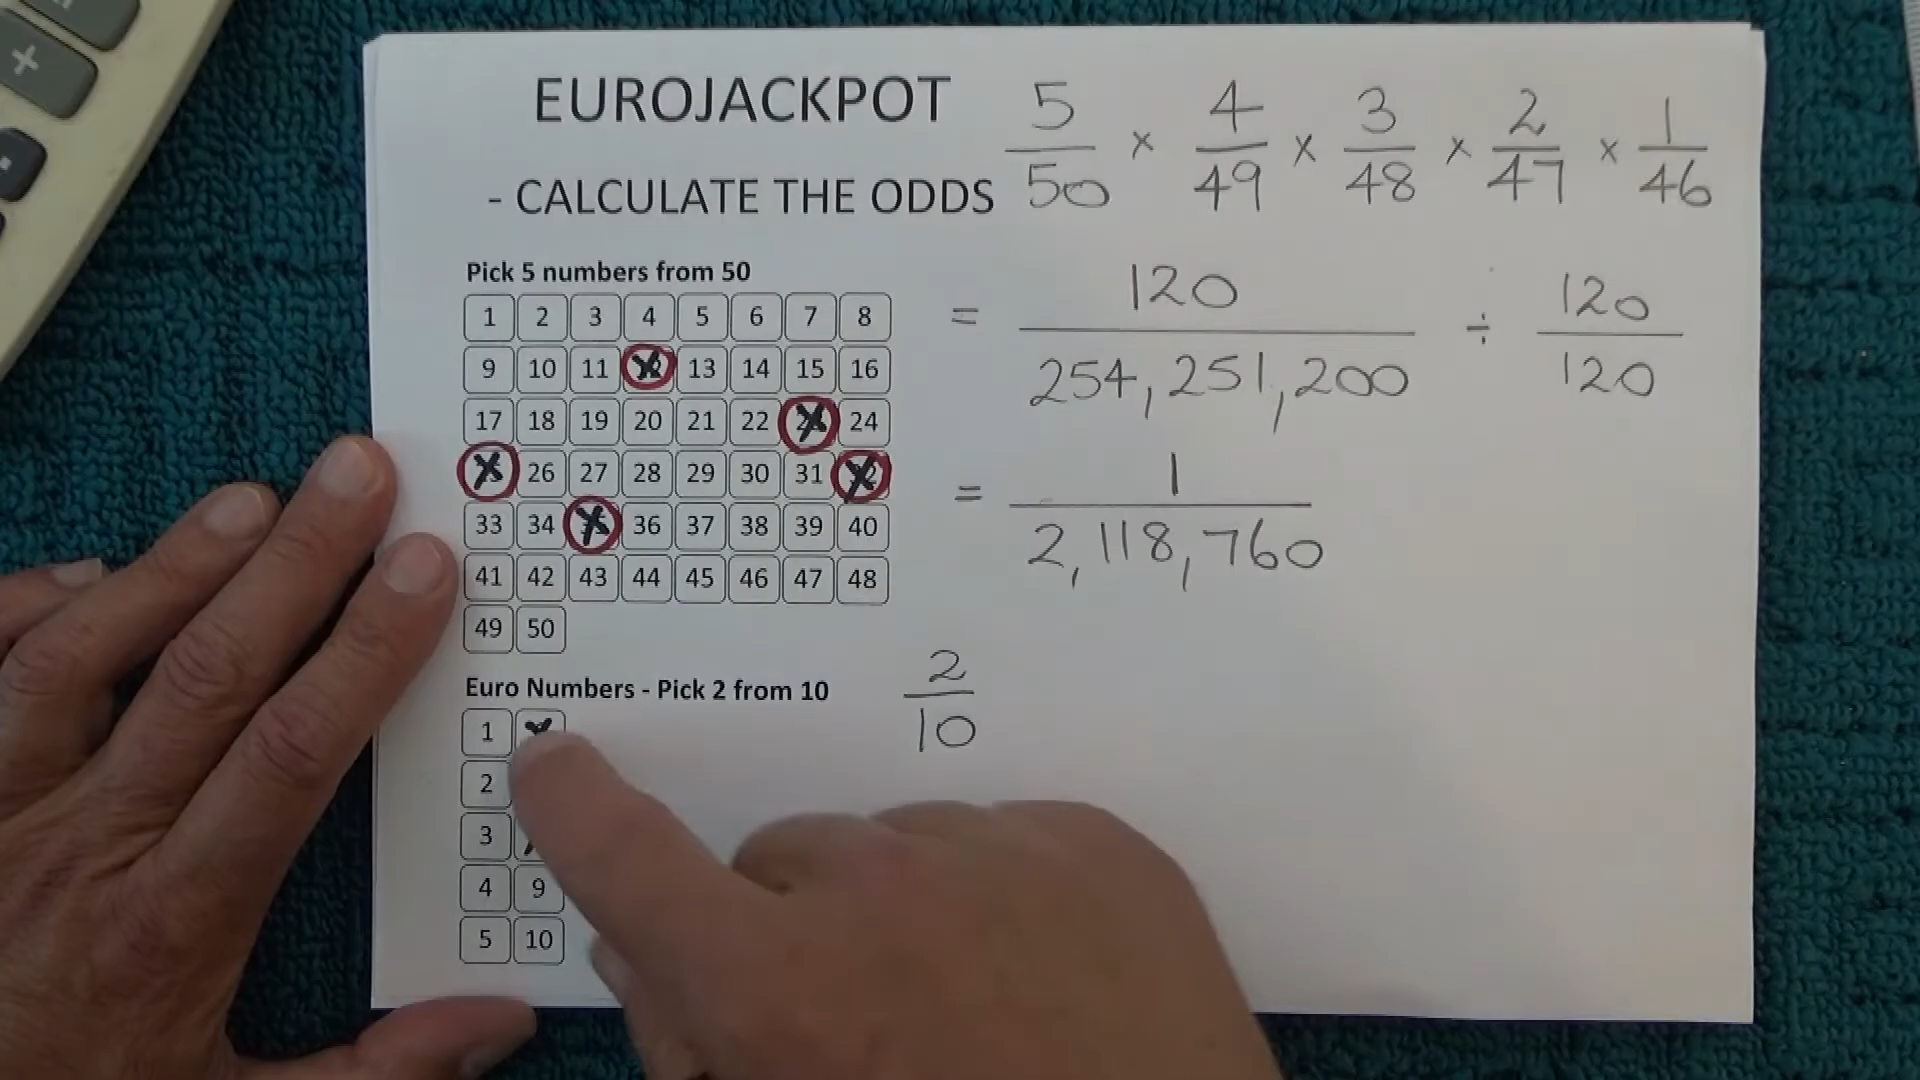 EUROJACKPOT
- CALCULATE THE ODDS
5/50 × 4/49 × 3/48 × 2/47 × 1/46
= 120/254,251,200 ÷ 120/120
= 1/2,118,760
Pick 5 numbers from 50
1 2 3 4 5 6 7 8
9 10 11 13 14 15 16
17 18 19 20 21 22 24
26 27 28 29 30 31
33 34 36 37 38 39 40
41 42 43 44 45 46 47 48
49 50
Euro Numbers - Pick 2 from 10
2/10
1
2
3
4 9
5 10